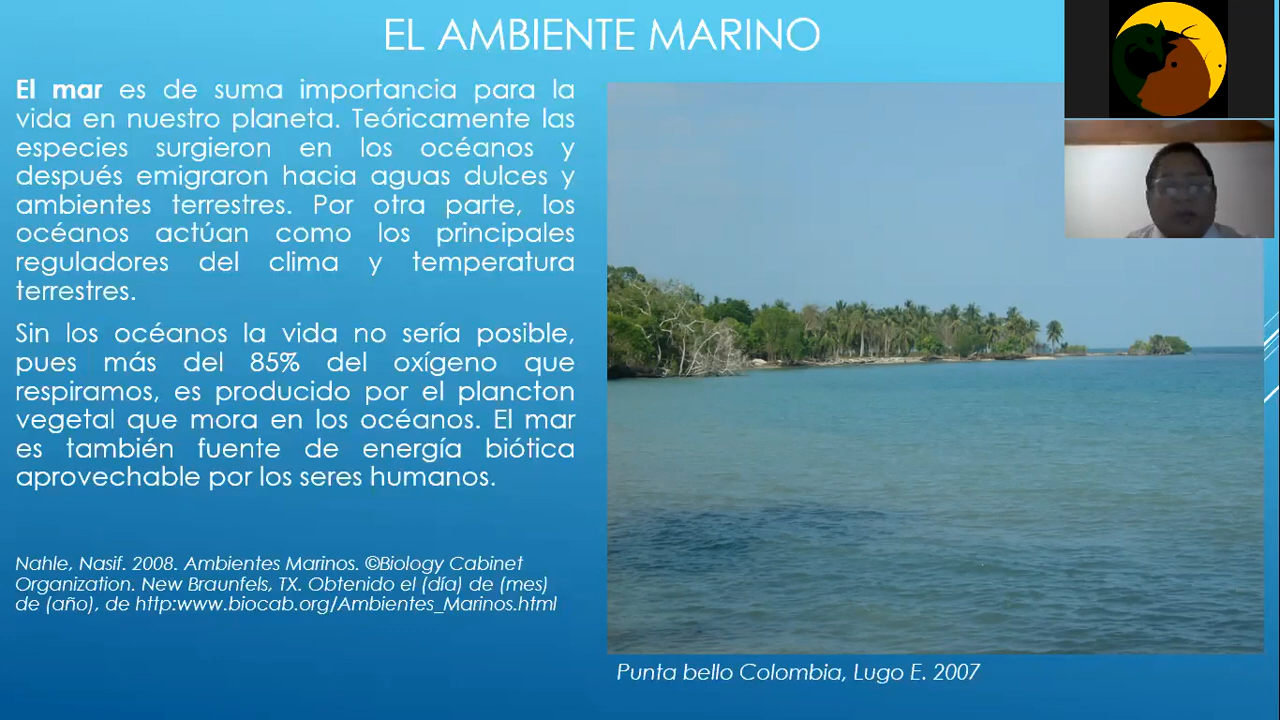 EL AMBIENTE MARINO
El mar es de suma importancia para la
vida en nuestro planeta. Teóricamente las
especies surgieron en los océanos y
después emigraron hacia aguas dulces y
ambientes terrestres. Por otra parte, los
océanos actúan como los principales
reguladores del clima y temperatura
terrestres.
Sin los océanos la vida no sería posible,
pues más del 85% del oxígeno que
respiramos, es producido por el plancton
vegetal que mora en los océanos. El mar
es también fuente de energía biótica
aprovechable por los seres humanos.
Nahle, Nasif. 2008. Ambientes Marinos. ©Biology Cabinet
Organization. New Braunfels, TX. Obtenido el (día) de (mes)
de (año), de http:www.biocab.org/Ambientes_Marinos.html
Punta bello Colombia, Lugo E. 2007